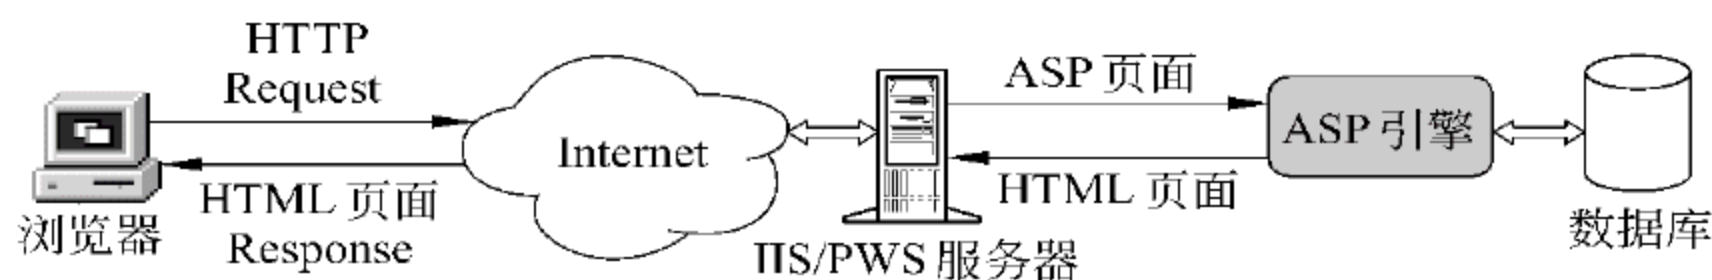 HTTP
Request
HTML 页面
Response
浏览器
Internet
IIS/PWS 服务器
ASP 页面
HTML 页面
ASP 引擎
数据库